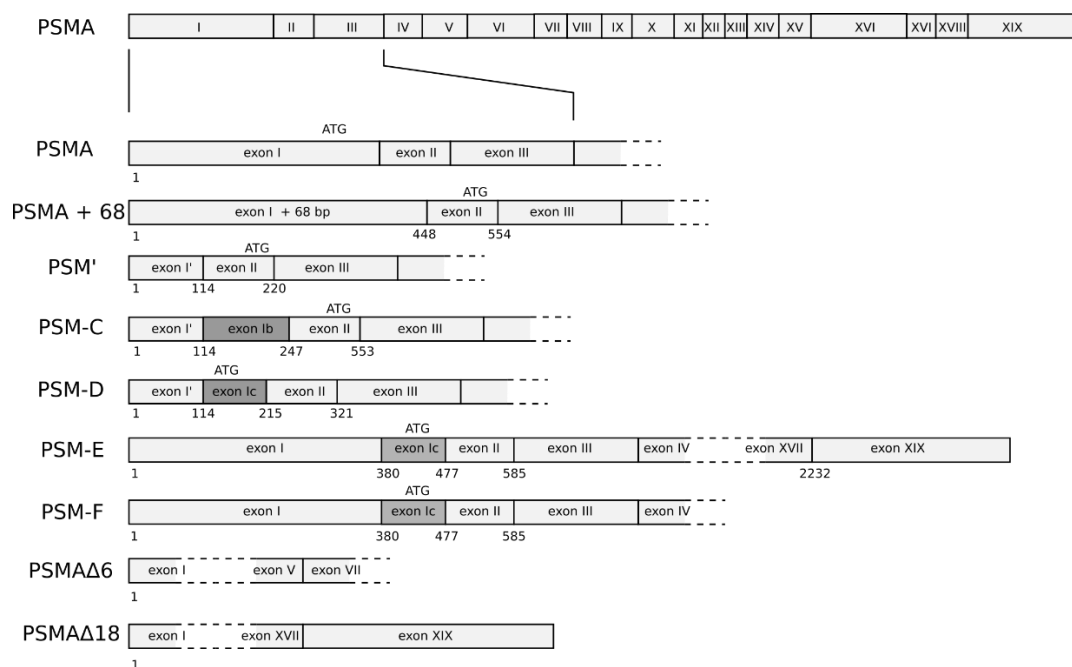 PSMA I II III IV V VI VII VIII IX X XI XII XIII XIV XV XVI XVI XVIII XIX
ATG
PSMA exon I exon II exon III
1
ATG
PSMA + 68 exon I + 68 bp exon II exon III
1 448 554
ATG
PSM' exon I' exon II exon III
1 114 220
ATG
PSM-C exon I' exon Ib exon II exon III
1 114 247 553
ATG
PSM-D exon I' exon Ic exon II exon III
1 114 215 321
ATG
PSM-E exon I exon Ic exon II exon III exon IV exon XVII exon XIX
1 380 477 585 2232
ATG
PSM-F exon I exon Ic exon II exon III exon IV
1 380 477 585
PSMAΔ6 exon I exon V exon VII
1
PSMAΔ18 exon I exon XVII exon XIX
1